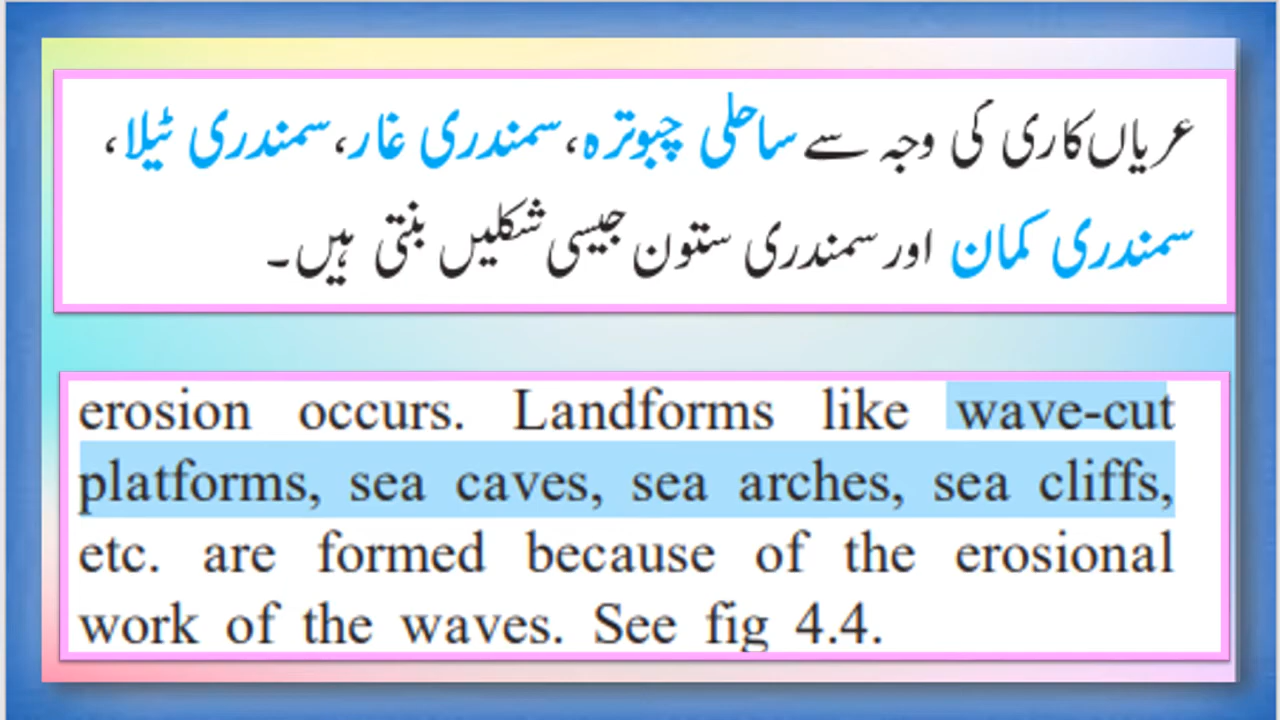 عریاں کاری کی وجہ سے ساحلی چبوترہ، سمندری غار، سمندری ٹیلا،
سمندری کمان اور سمندری ستون جیسی شکلیں بنتی ہیں۔
erosion occurs. Landforms like wave-cut
platforms, sea caves, sea arches, sea cliffs,
etc. are formed because of the erosional
work of the waves. See fig 4.4.